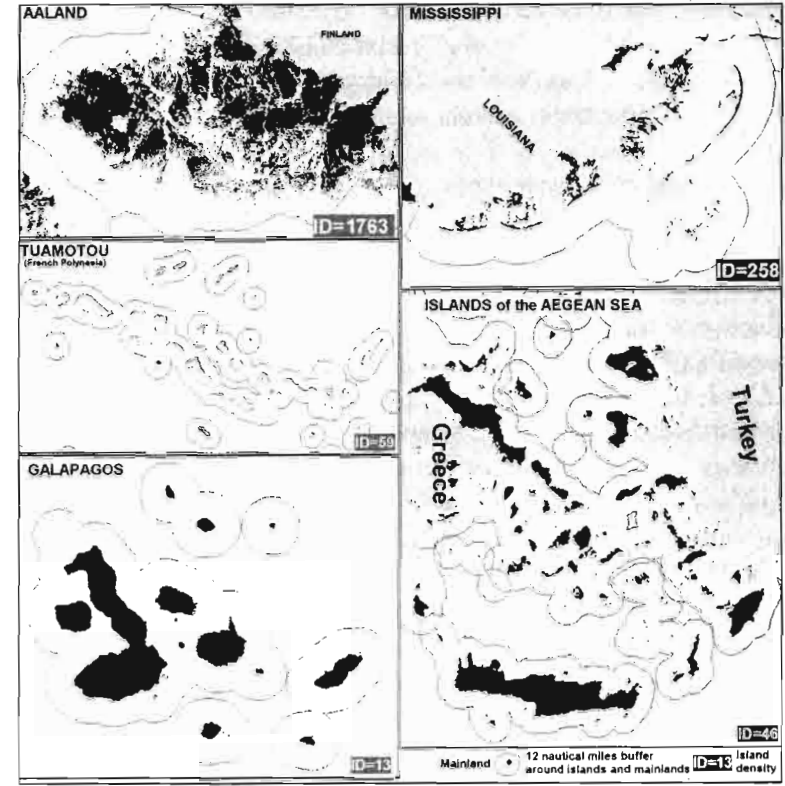 AALAND
FINLAND
ID=1763
MISSISSIPPI
LOUISIANA
ID=258
TUAMOTOU
(French Polynesia)
ID=59
ISLANDS of the AEGEAN SEA
Greece
Turkey
ID=46
GALAPAGOS
ID=13
Mainland
12 nautical miles buffer
around islands and mainlands
ID=13
Island
density